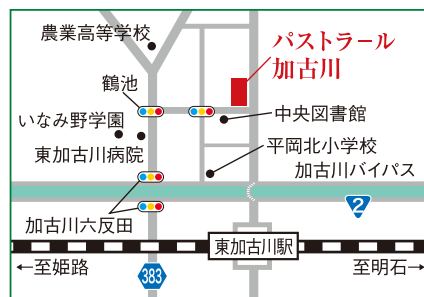 農業高等学校
パストラール
加古川
鶴池
いなみ野学園
中央図書館
東加古川病院
平岡北小学校
加古川バイパス
2
加古川六反田
東加古川駅
←至姫路
至明石→
383